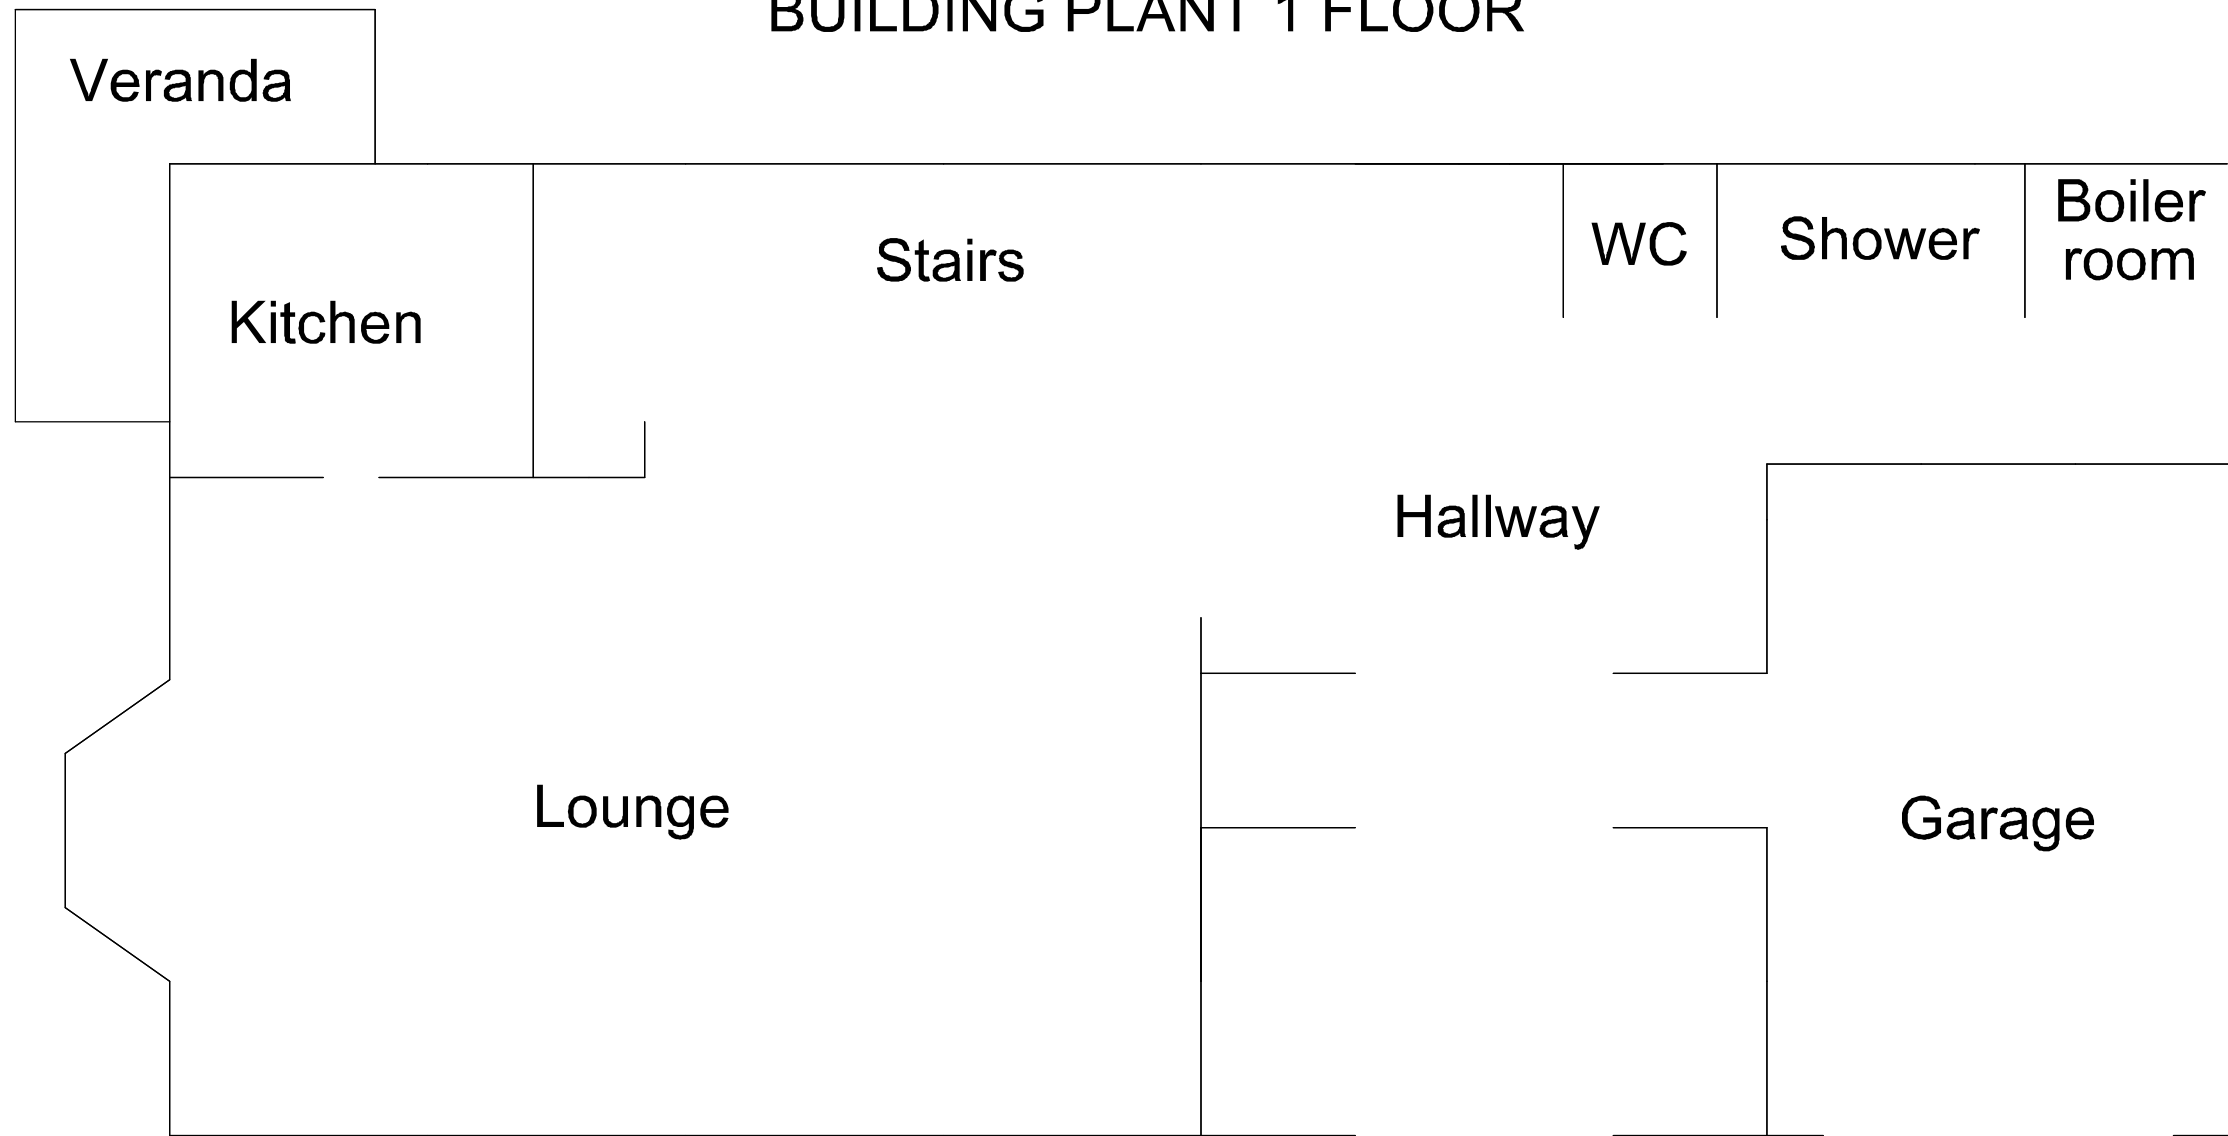 BUILDING PLANT 1 FLOOR
Veranda
Boiler
room
WC
Shower
Stairs
Kitchen
Hallway
Lounge
Garage